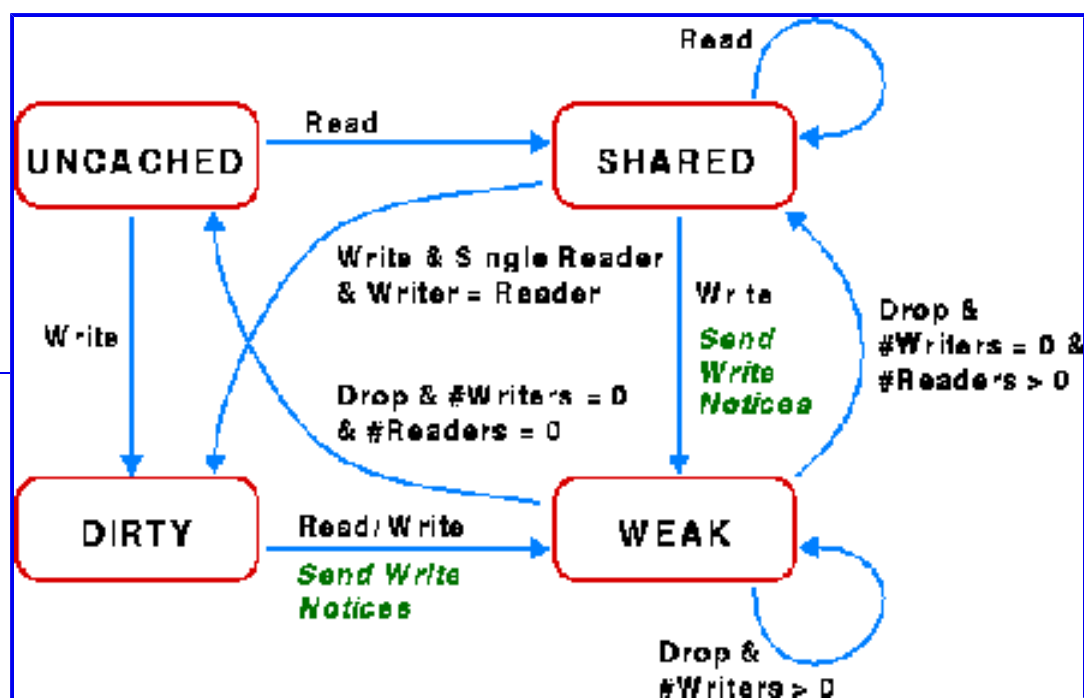 Read
UNCACHED
Read
SHARED
Write & Single Reader
& Writer = Reader
Write
Write
Send
Write
Notices
Drop &
#Writers = 0 &
#Readers > 0
Drop & #Writers = 0
& #Readers = 0
DIRTY
Read/Write
Send Write
Notices
WEAK
Drop &
#Writers > 0